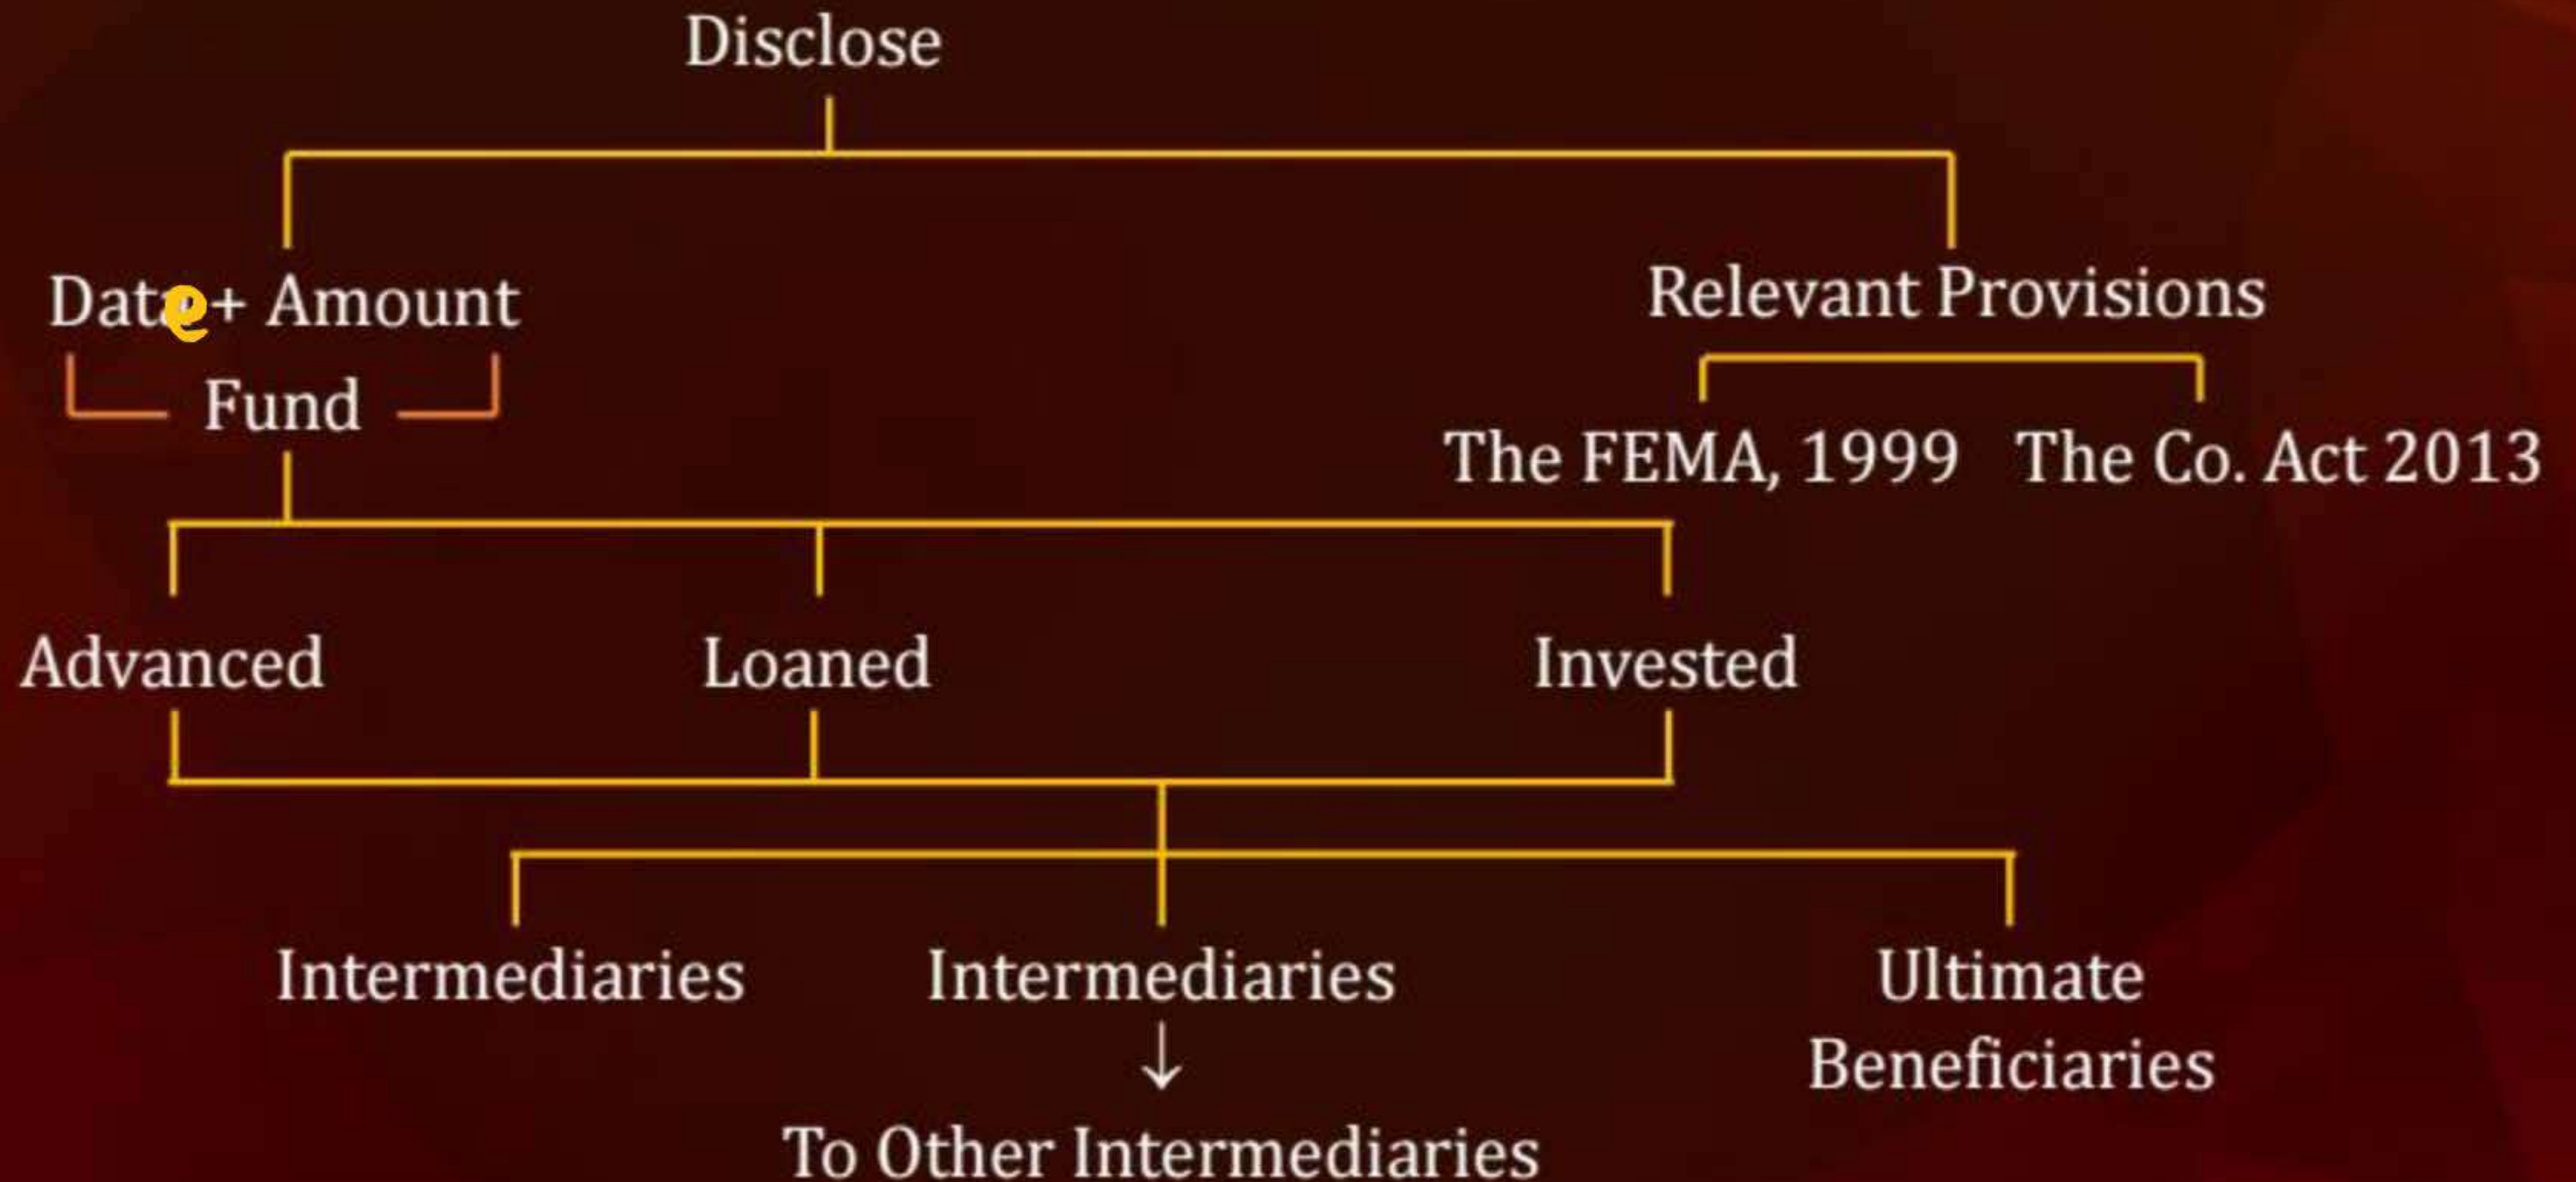 Disclose
Date + Amount
Relevant Provisions
Fund
The FEMA, 1999 The Co. Act 2013
Advanced Loaned Invested
Intermediaries Intermediaries Ultimate
Beneficiaries
↓
To Other Intermediaries